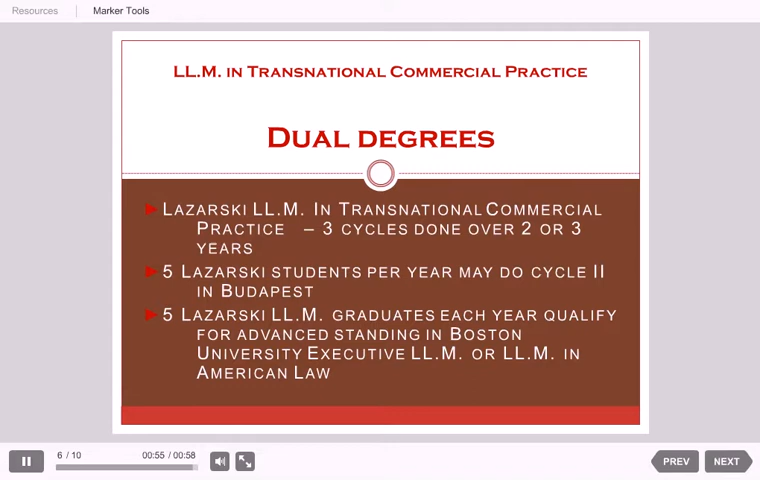 Resources
Marker Tools
LL.M. in Transnational Commercial Practice
Dual degrees
Lazarski LL.M. In Transnational Commercial
Practice – 3 cycles done over 2 or 3
years
5 Lazarski students per year may do cycle II
in Budapest
5 Lazarski LL.M. graduates each year qualify
for advanced standing in Boston
University Executive LL.M. or LL.M. in
American Law
6 / 10
00:55 / 00:58
PREV
NEXT